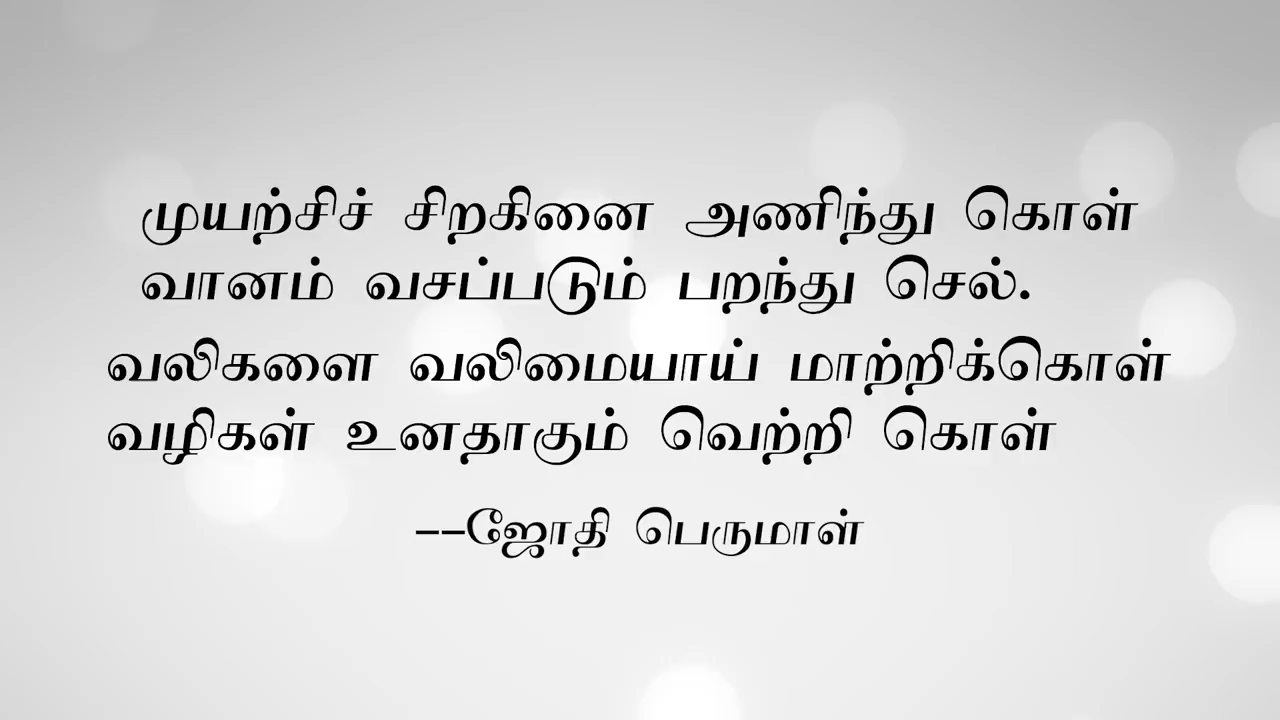 முயற்சிச் சிறகினை அணிந்து கொள்
வானம் வசப்படும் பறந்து செல்.
வலிகளை வலிமையாய் மாற்றிக்கொள்
வழிகள் உனதாகும் வெற்றி கொள்
--ஜோதி பெருமாள்